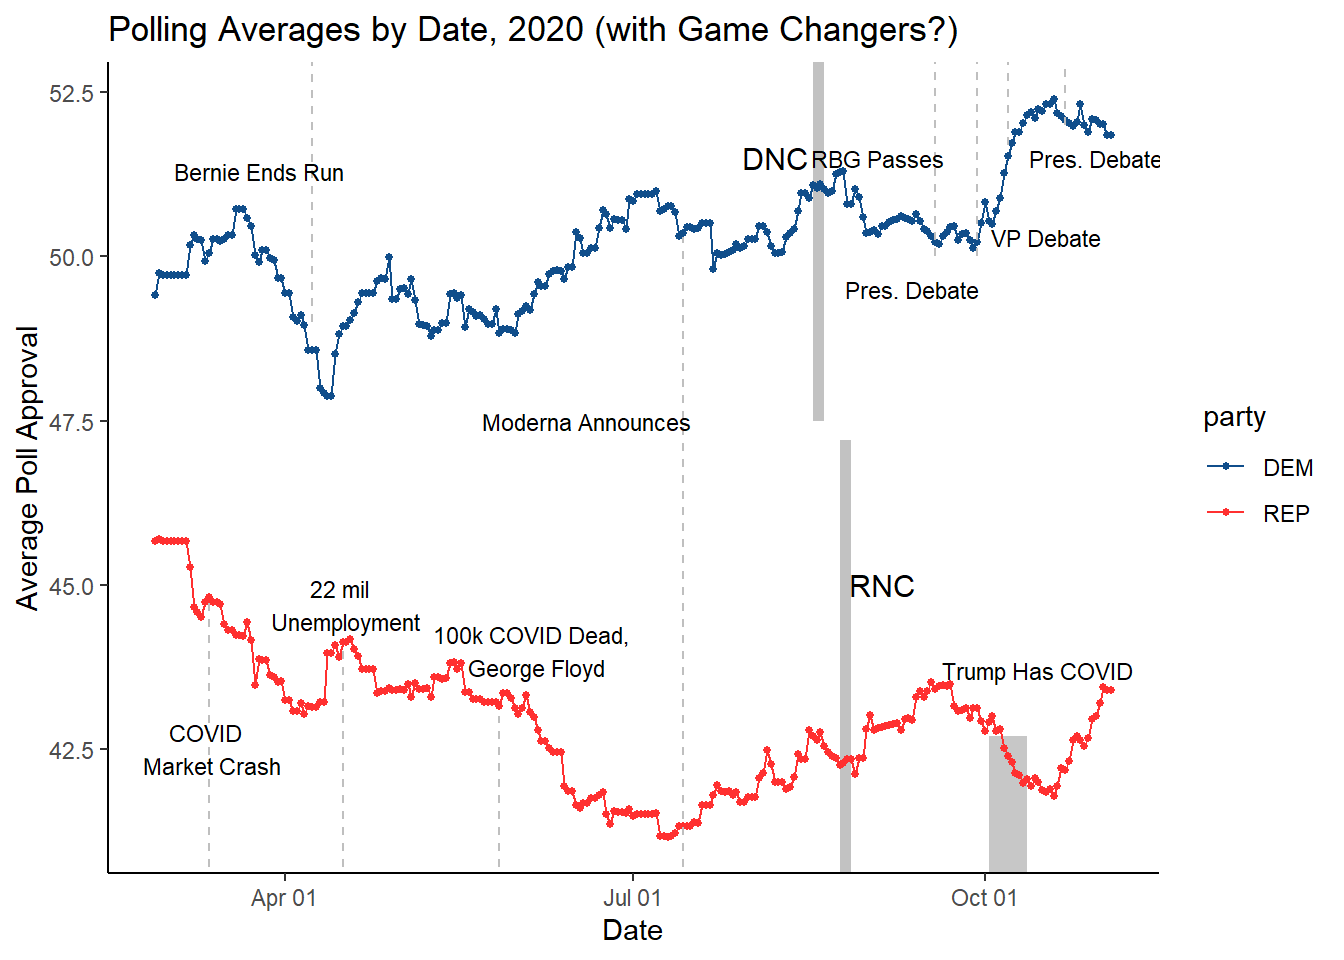 Polling Averages by Date, 2020 (with Game Changers?)
52.5
50.0
47.5
45.0
42.5
Average Poll Approval
Bernie Ends Run
DNC
RBG Passes
Pres. Debate
VP Debate
Pres. Debate
Moderna Announces
RNC
22 mil
Unemployment
100k COVID Dead,
George Floyd
Trump Has COVID
COVID
Market Crash
Apr 01
Jul 01
Oct 01
Date
party
DEM
REP